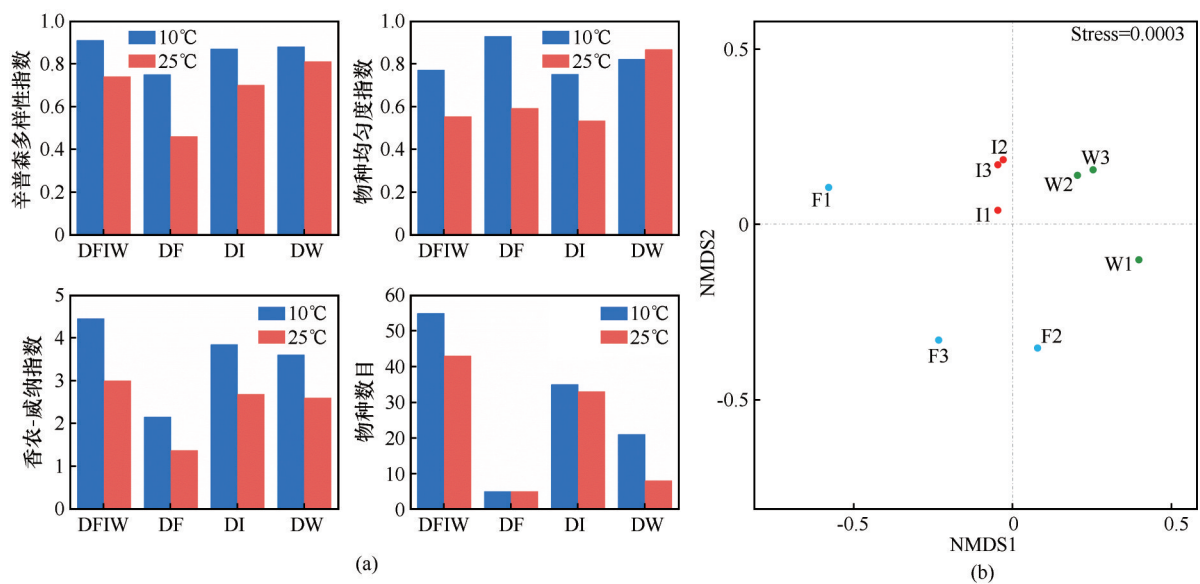 辛普森多样性指数
1.0
0.8
0.6
0.4
0.2
0
10℃
25℃
DFIW DF DI DW
物种均匀度指数
1.0
0.8
0.6
0.4
0.2
0
10℃
25℃
DFIW DF DI DW
香农-威纳指数
5
4
3
2
1
0
10℃
25℃
DFIW DF DI DW
物种数目
60
50
40
30
20
10
0
10℃
25℃
DFIW DF DI DW
(a)
Stress=0.0003
NMDS2
0.5
0
-0.5
I2
I3
W3
W2
F1
I1
W1
F3
F2
-0.5 0 0.5
NMDS1
(b)